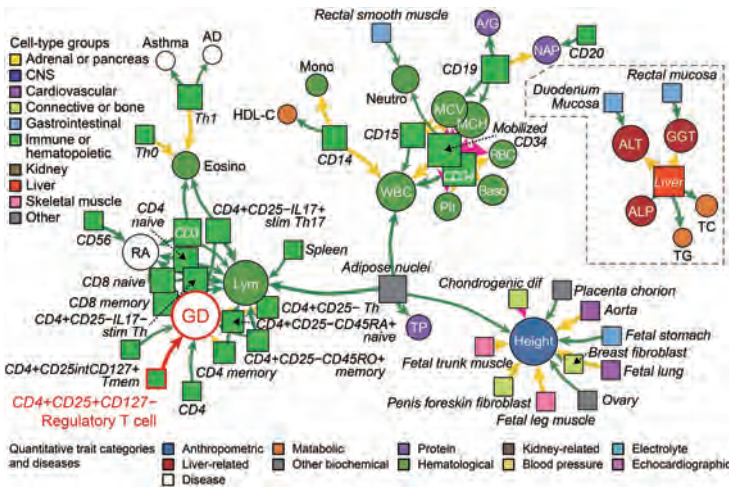 Cell-type groups
Adrenal or pancreas
CNS
Cardiovascular
Connective or bone
Gastrointestinal
Immune or
hematopoietic
Kidney
Liver
Skeletal muscle
Other
Asthma
AD
Th1
Th0
Eosino
Mono
HDL-C
CD14
Rectal smooth muscle
Neutro
CD15
A/G
CD19
NAP
CD20
MCV
MCH
Mobilized
CD34
RBC
WBC
Baso
Plt
Duodenum
Mucosa
Rectal mucosa
ALT
GGT
Liver
ALP
TC
TG
CD4
naive
CD4+CD25−IL17+
stim Th17
CD3
CD56
RA
Spleen
Lym
CD8 naive
CD8 memory
CD4+CD25−IL17−
stim Th
GD
CD4+CD25− Th
CD4+CD25−CD45RA+
naive
CD4+CD25−CD45RO+
memory
CD4 memory
CD4+CD25intCD127+
Tmem
CD4
CD4+CD25+CD127−
Regulatory T cell
Adipose nuclei
TP
Chondrogenic dif
Placenta chorion
Aorta
Height
Fetal stomach
Breast fibroblast
Fetal trunk muscle
Fetal lung
Penis foreskin fibroblast
Ovary
Fetal leg muscle
Quantitative trait categories
and diseases
Anthropometric
Matabolic
Protein
Kidney-related
Electrolyte
Liver-related
Other biochemical
Hematological
Blood pressure
Echocardiographic
Disease